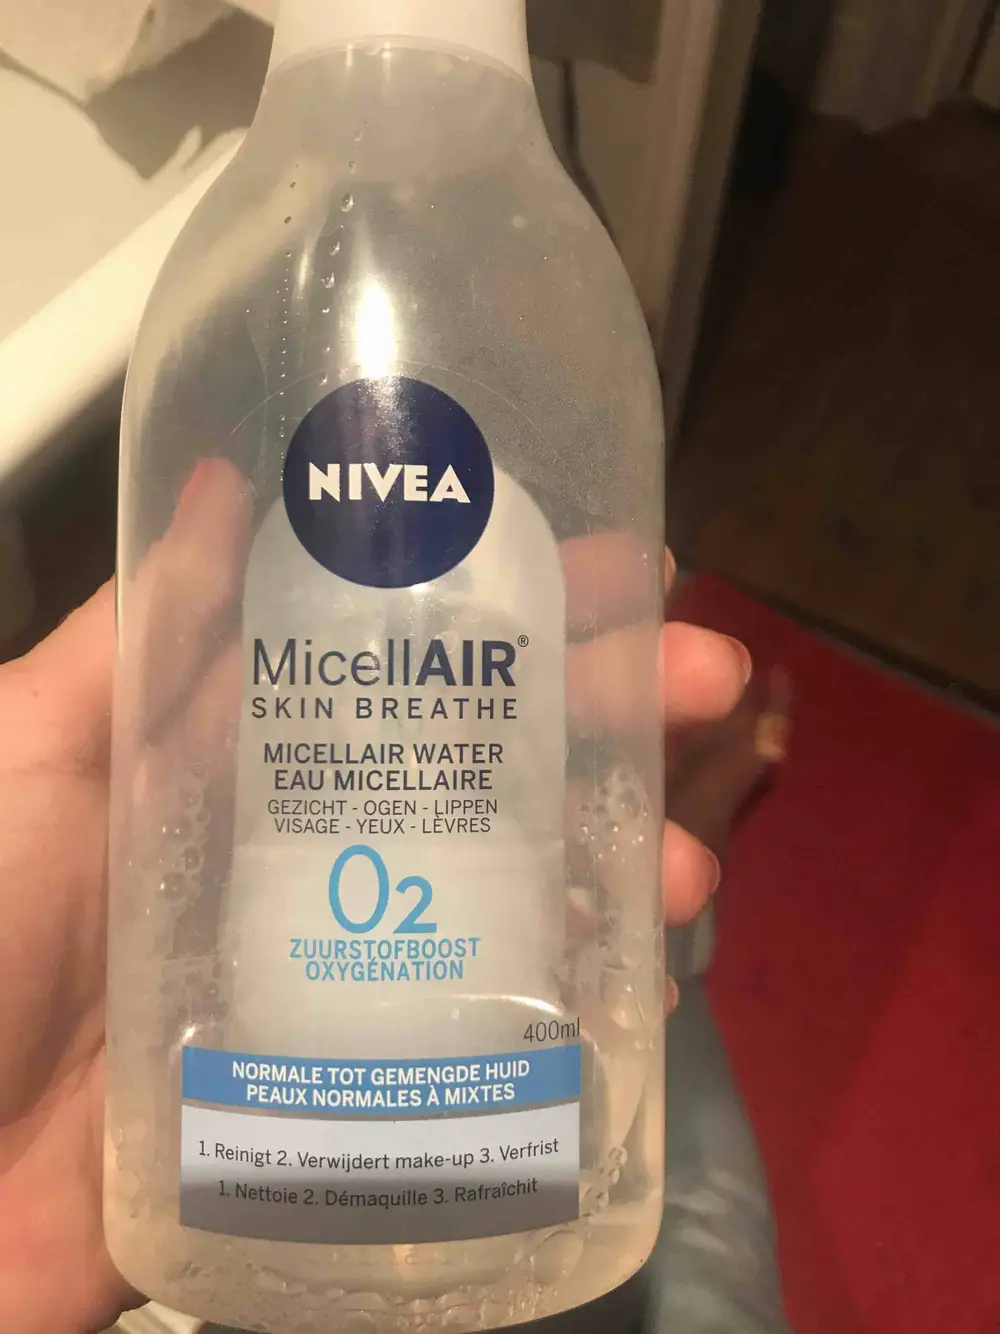 NIVEA
MicellAIR®
SKIN BREATHE
MICELLAIR WATER
EAU MICELLAIRE
GEZICHT - OGEN - LIPPEN
VISAGE - YEUX - LÈVRES
O2
ZUURSTOFBOOST
OXYGÉNATION
400ml
NORMALE TOT GEMENGDE HUID
PEAUX NORMALES À MIXTES
1. Reinigt 2. Verwijdert make-up 3. Verfrist
1. Nettoie 2. Démaquille 3. Rafraîchit